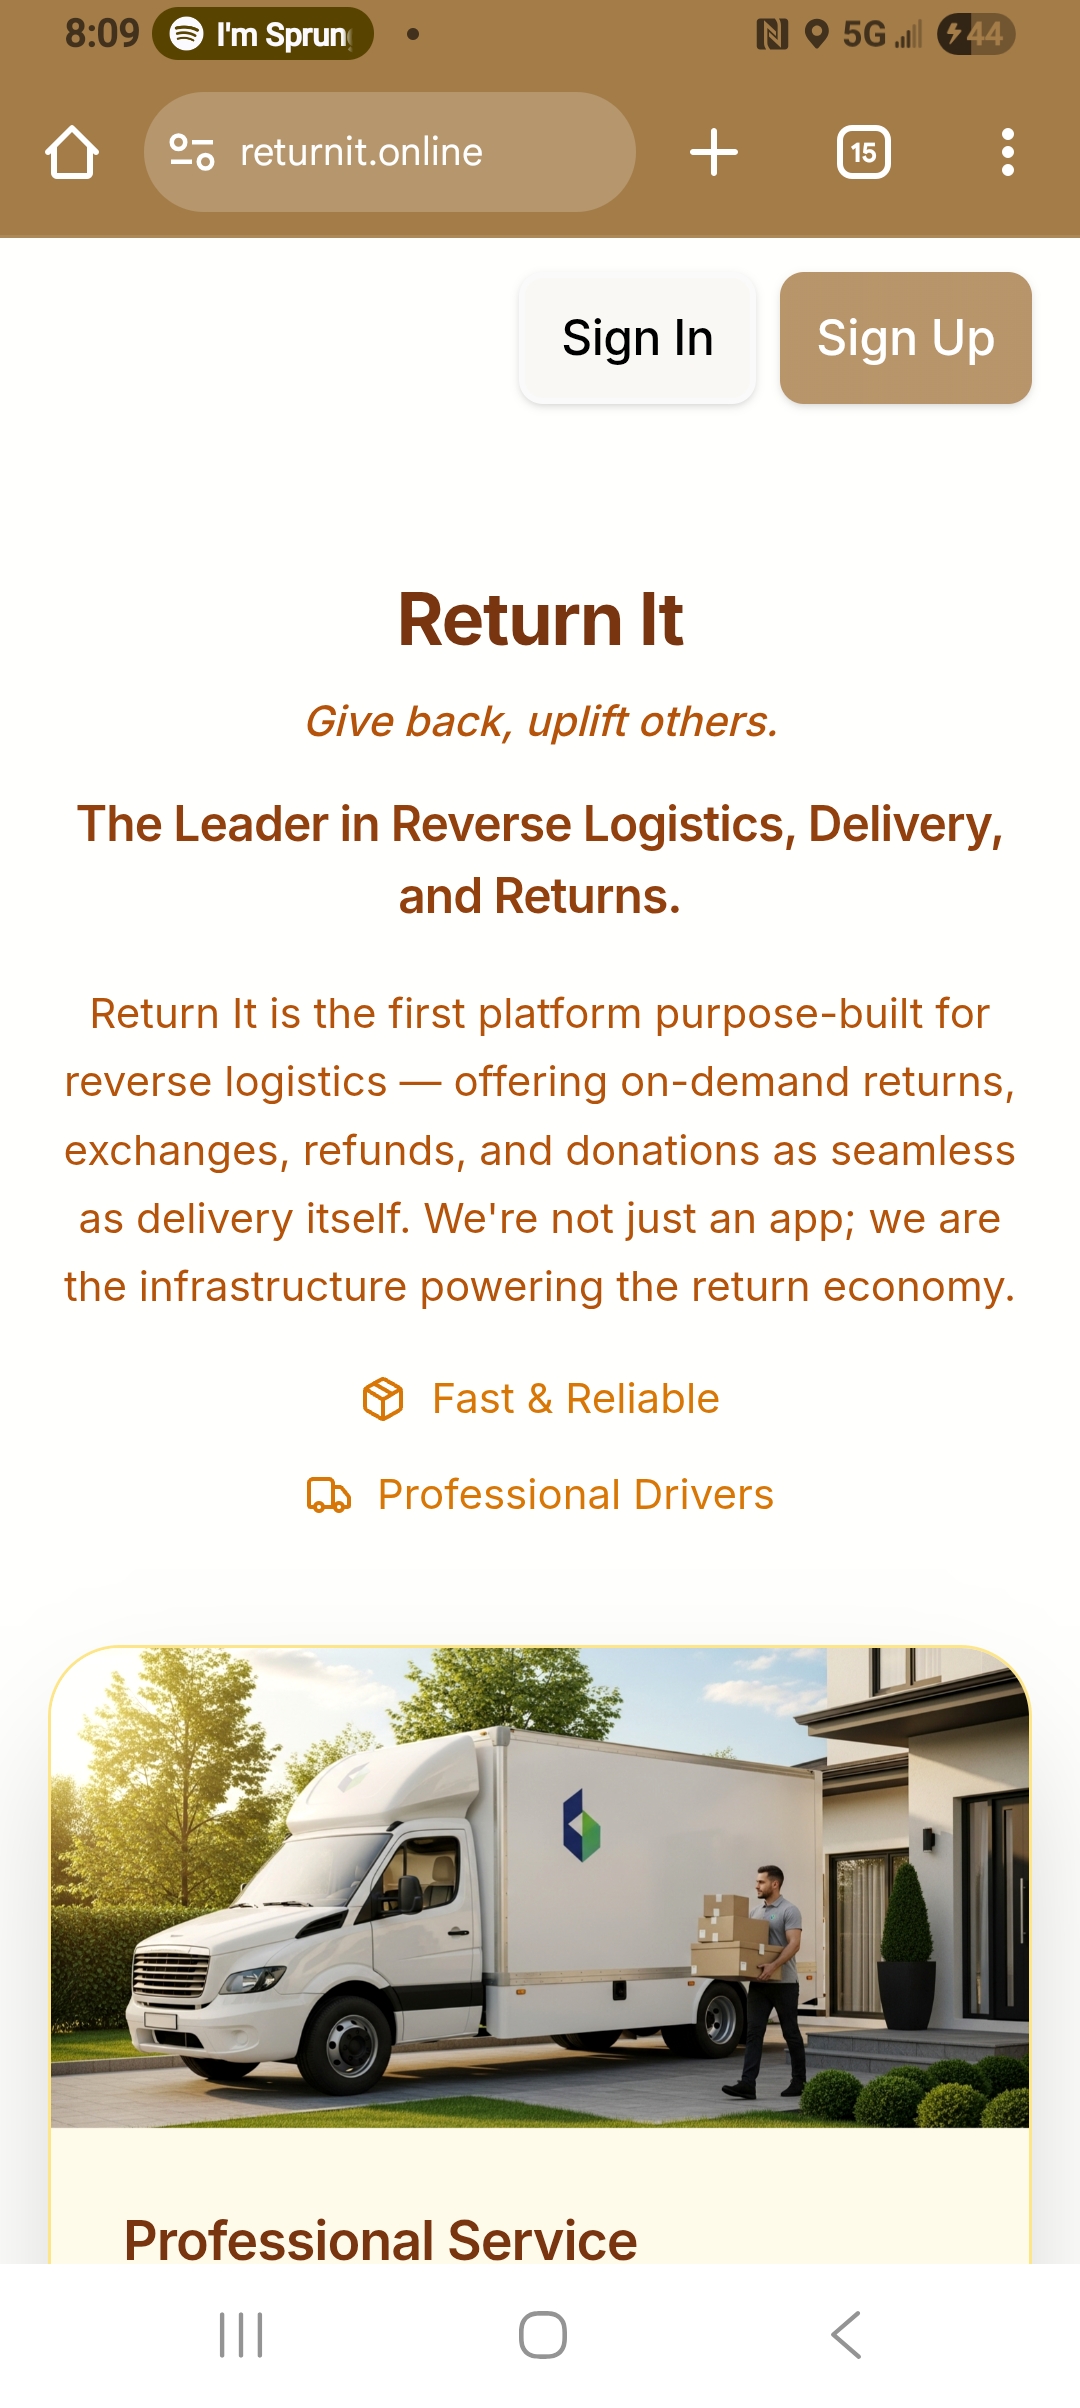 8:09 I'm Sprun 5G 44
returnit.online 15
Sign In Sign Up
Return It
Give back, uplift others.
The Leader in Reverse Logistics, Delivery,
and Returns.
Return It is the first platform purpose-built for
reverse logistics — offering on-demand returns,
exchanges, refunds, and donations as seamless
as delivery itself. We're not just an app; we are
the infrastructure powering the return economy.
Fast & Reliable
Professional Drivers
Professional Service